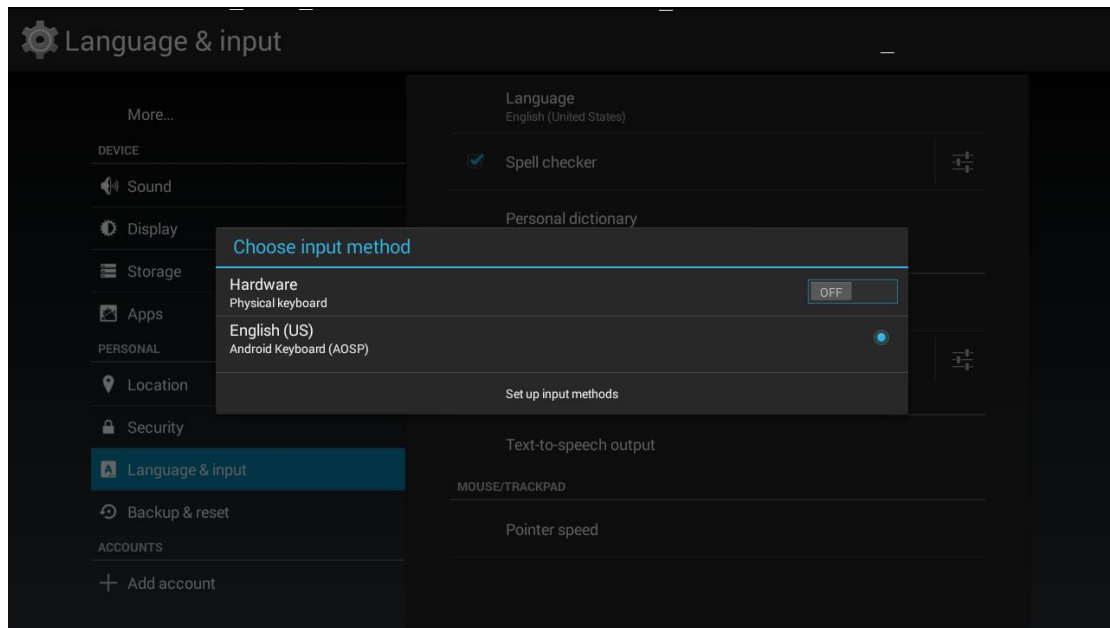 Language & input
More...
DEVICE
Sound
Display
Storage
Apps
PERSONAL
Location
Security
Language & input
Backup & reset
ACCOUNTS
Add account
Language
English (United States)
Spell checker
Personal dictionary
Choose input method
Hardware
Physical keyboard
OFF
English (US)
Android Keyboard (AOSP)
Set up input methods
Text-to-speech output
MOUSE/TRACKPAD
Pointer speed